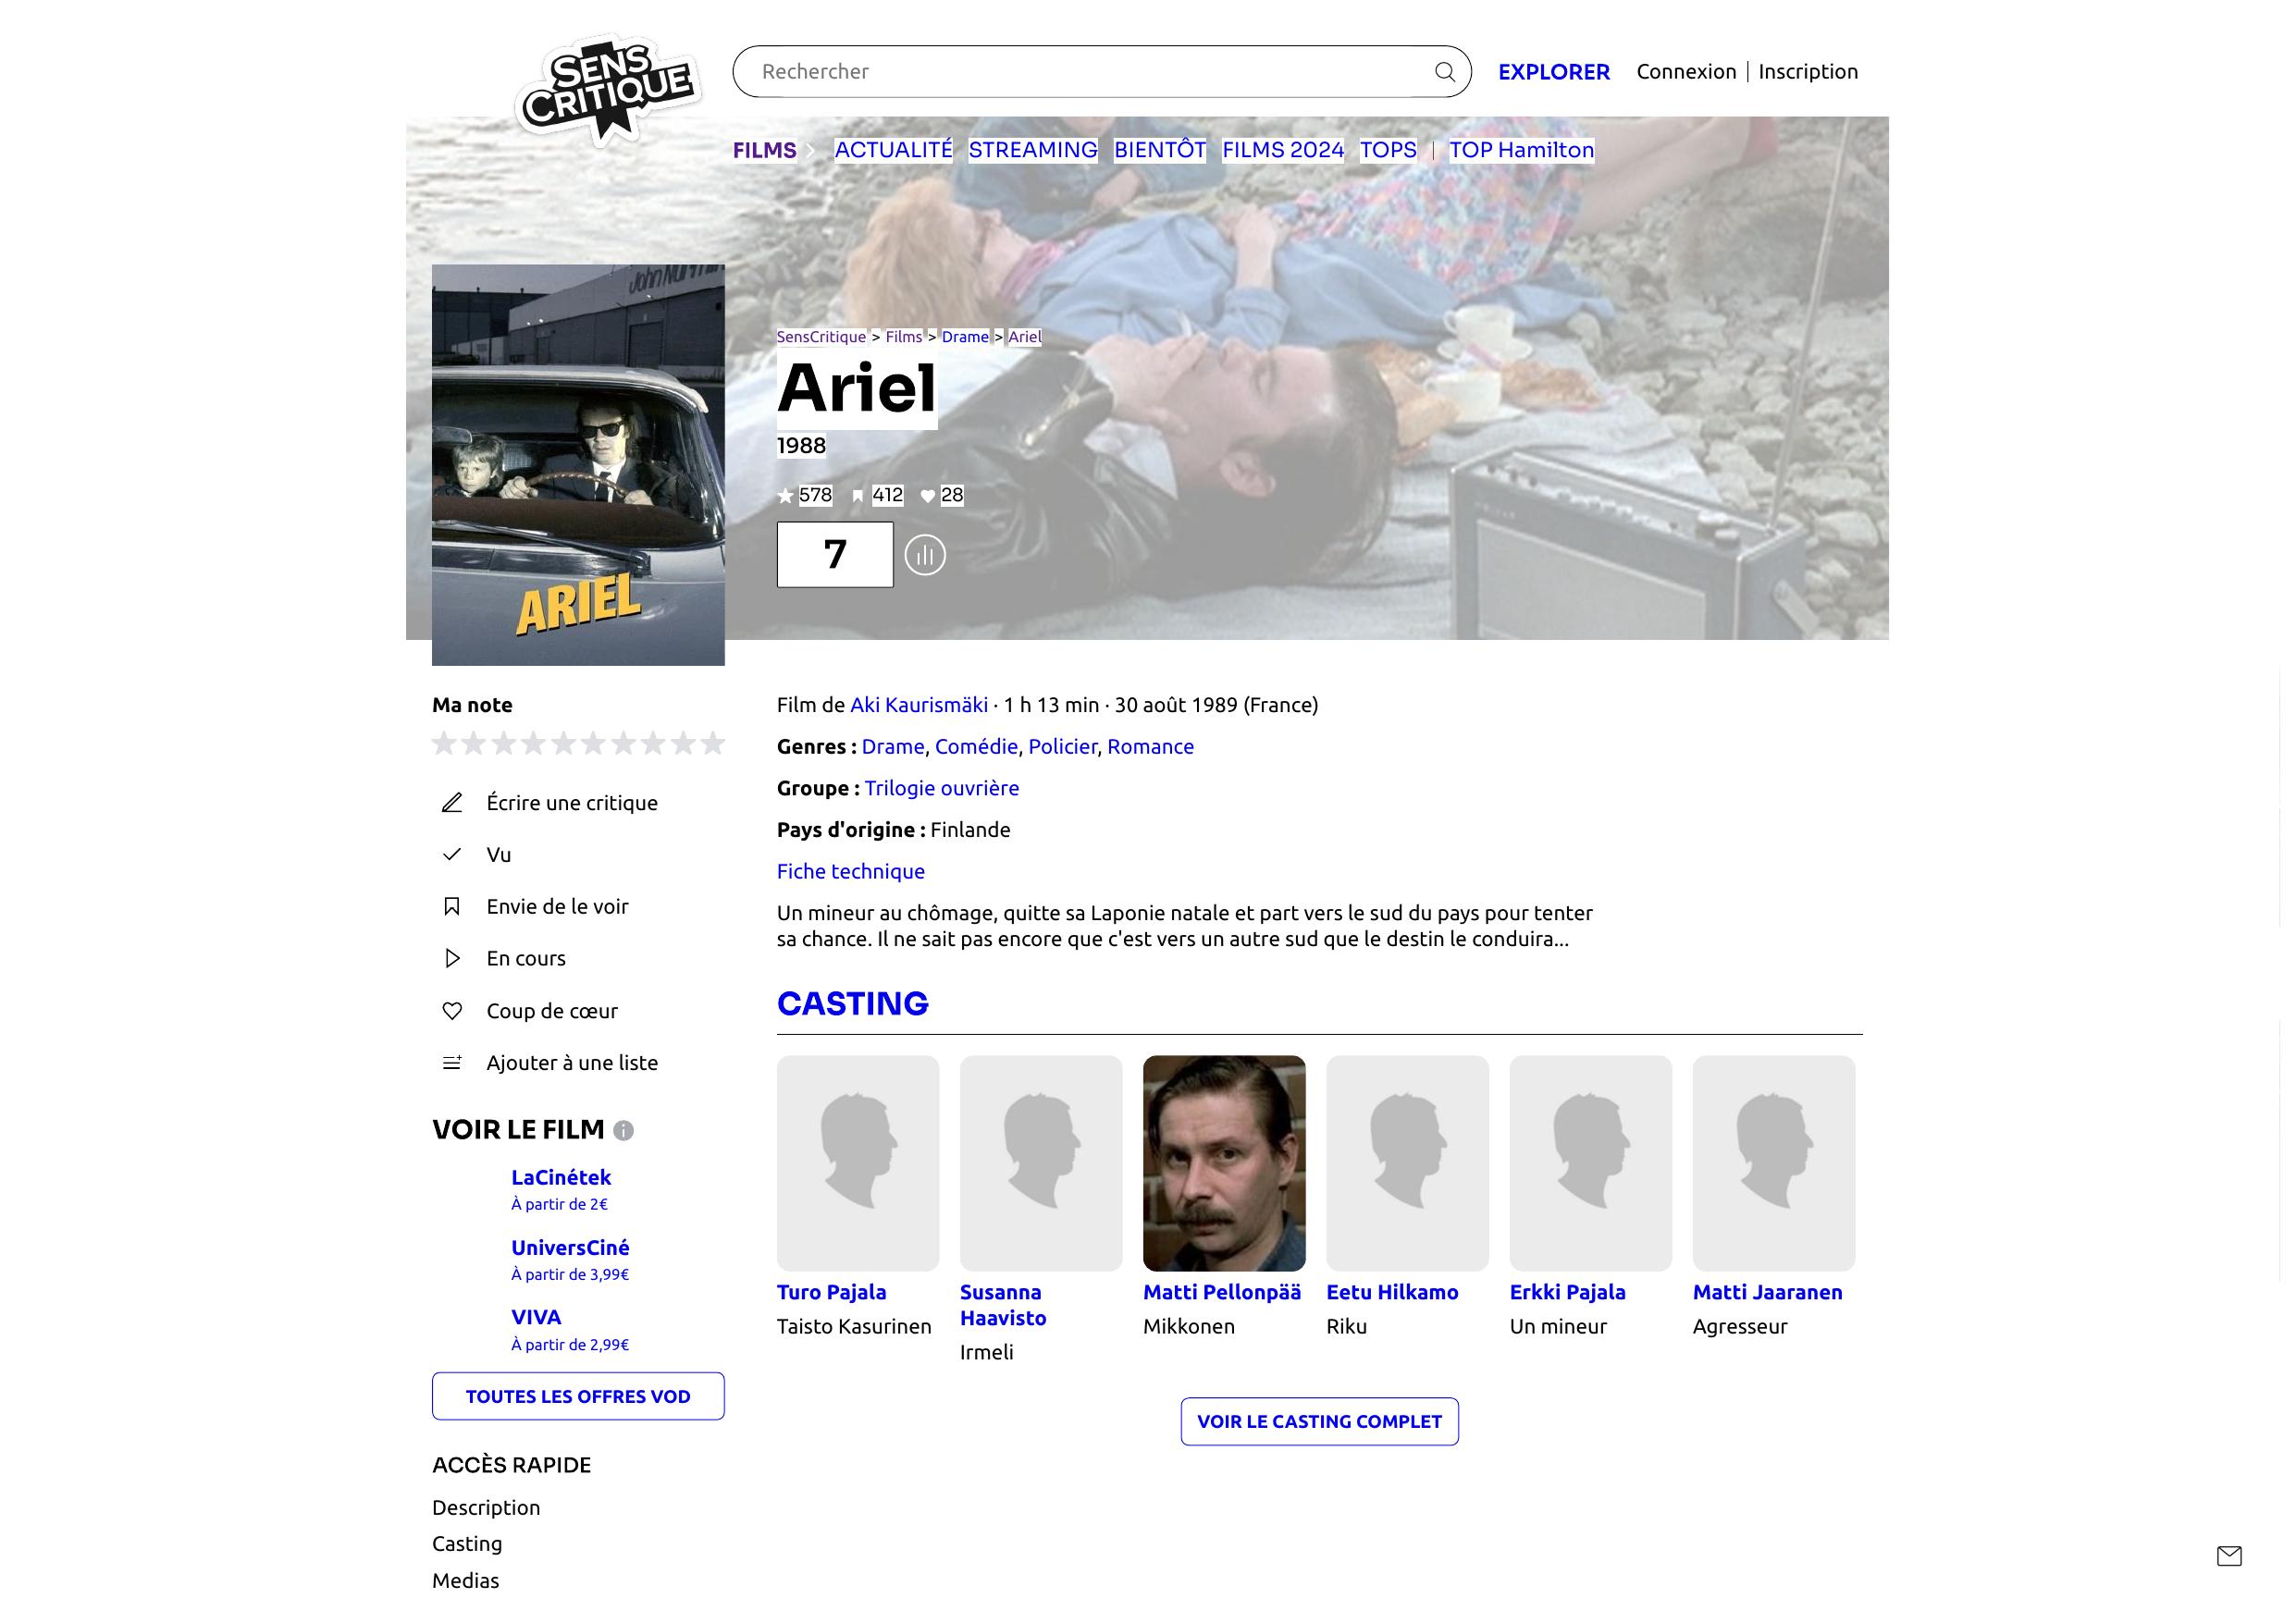 SENS
CRITIQUE
Rechercher
EXPLORER
Connexion | Inscription
FILMS
ACTUALITÉ
STREAMING
BIENTÔT
FILMS 2024
TOPS
|
TOP Hamilton
SensCritique > Films > Drame > Ariel
Ariel
1988
578
412
28
7
ARIEL
Ma note
Écrire une critique
Vu
Envie de le voir
En cours
Coup de cœur
Ajouter à une liste
VOIR LE FILM
LaCinétek
À partir de 2€
UniversCiné
À partir de 3,99€
VIVA
À partir de 2,99€
TOUTES LES OFFRES VOD
ACCÈS RAPIDE
Description
Casting
Medias
Film de Aki Kaurismäki · 1 h 13 min · 30 août 1989 (France)
Genres : Drame, Comédie, Policier, Romance
Groupe : Trilogie ouvrière
Pays d'origine : Finlande
Fiche technique
Un mineur au chômage, quitte sa Laponie natale et part vers le sud du pays pour tenter
sa chance. Il ne sait pas encore que c'est vers un autre sud que le destin le conduira...
CASTING
Turo Pajala
Taisto Kasurinen
Susanna
Haavisto
Irmeli
Matti Pellonpää
Mikkonen
Eetu Hilkamo
Riku
Erkki Pajala
Un mineur
Matti Jaaranen
Agresseur
VOIR LE CASTING COMPLET